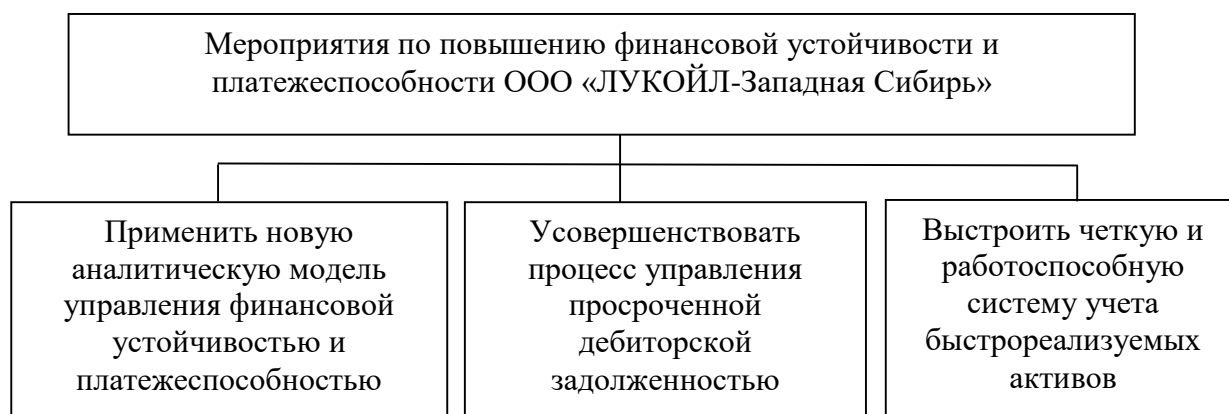 Мероприятия по повышению финансовой устойчивости и
платежеспособности ООО «ЛУКОЙЛ-Западная Сибирь»
Применить новую
аналитическую модель
управления финансовой
устойчивостью и
платежеспособностью
Усовершенствовать
процесс управления
просроченной
дебиторской
задолженностью
Выстроить четкую и
работоспособную
систему учета
быстрореализуемых
активов